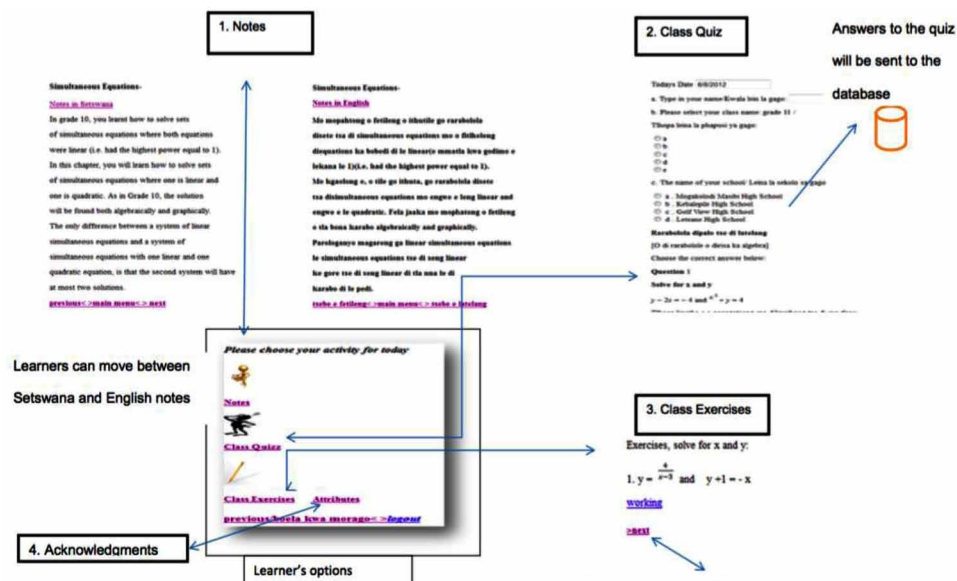 1. Notes
2. Class Quiz
Answers to the quiz
will be sent to the
database
Simultaneous Equations-
Notes in Setswana
In grade 10, you learnt how to solve sets
of simultaneous equations where both equations
were linear (i.e. had the highest power equal to 1).
In this chapter, you will learn how to solve sets
of simultaneous equations where one is linear and
one is quadratic. As in Grade 10, the solution
will be found both algebraically and graphically.
The only difference between a system of linear
simultaneous equations and a system of
simultaneous equations with one linear and one
quadratic equation, is that the second system will have
at most two solutions.
previous< >main menu< > next
Simultaneous Equations-
Notes in English
Mo mophatong o fetileng o ithutile go rarabolola
disete tsa di simultaneous equations mo o fitlheleng
diequations ka bobedi di le linear(e mmatla kwa godimo e
lekana le 1)(i.e. had the highest power equal to 1).
Mo kgaolong e, o tile go ithuta, go rarabolola disete
tsa disimultaneous equations mo engwe e leng linear and
engwe e le quadratic. Fela jaaka mo mophatong o fetileng
o tla bona karabo algebraically and graphically.
Parologanyo magareng ga linear simultaneous equations
le simultaneous equations tse di seng linear
ke gore tse di seng linear di tla nna le di
karabo di le pedi.
tsebe e fetileng< >main menu< > tsebe e latelang
Todays Date 6/8/2012
a. Type in your name/Kwala leina la gago:
b. Please select your class name: grade 11 /
Tlhopa leina la phaposi ya gago:
a
b
c
d
e
c. The name of your school/ Leina la sekolo sa gago
a . Mogakolodi Masibi High School
b . Kebalepile High School
c . Golf View High School
d . Letsane High School
Rarabolola dipalo tse di latelang
[O di rarabolole o dirisa ka algebra]
Choose the correct answer below:
Question 1
Solve for x and y
y - 2x = - 4 and x² + y = 4
Learners can move between
Setswana and English notes
Please choose your activity for today
Notes
Class Quizz
Class Exercises Attributes
previous/boela kwa morago< >logout
Learner's options
3. Class Exercises
Exercises, solve for x and y:
1. y = 4/x-3 and y +1 = - x
working
>next
4. Acknowledgments